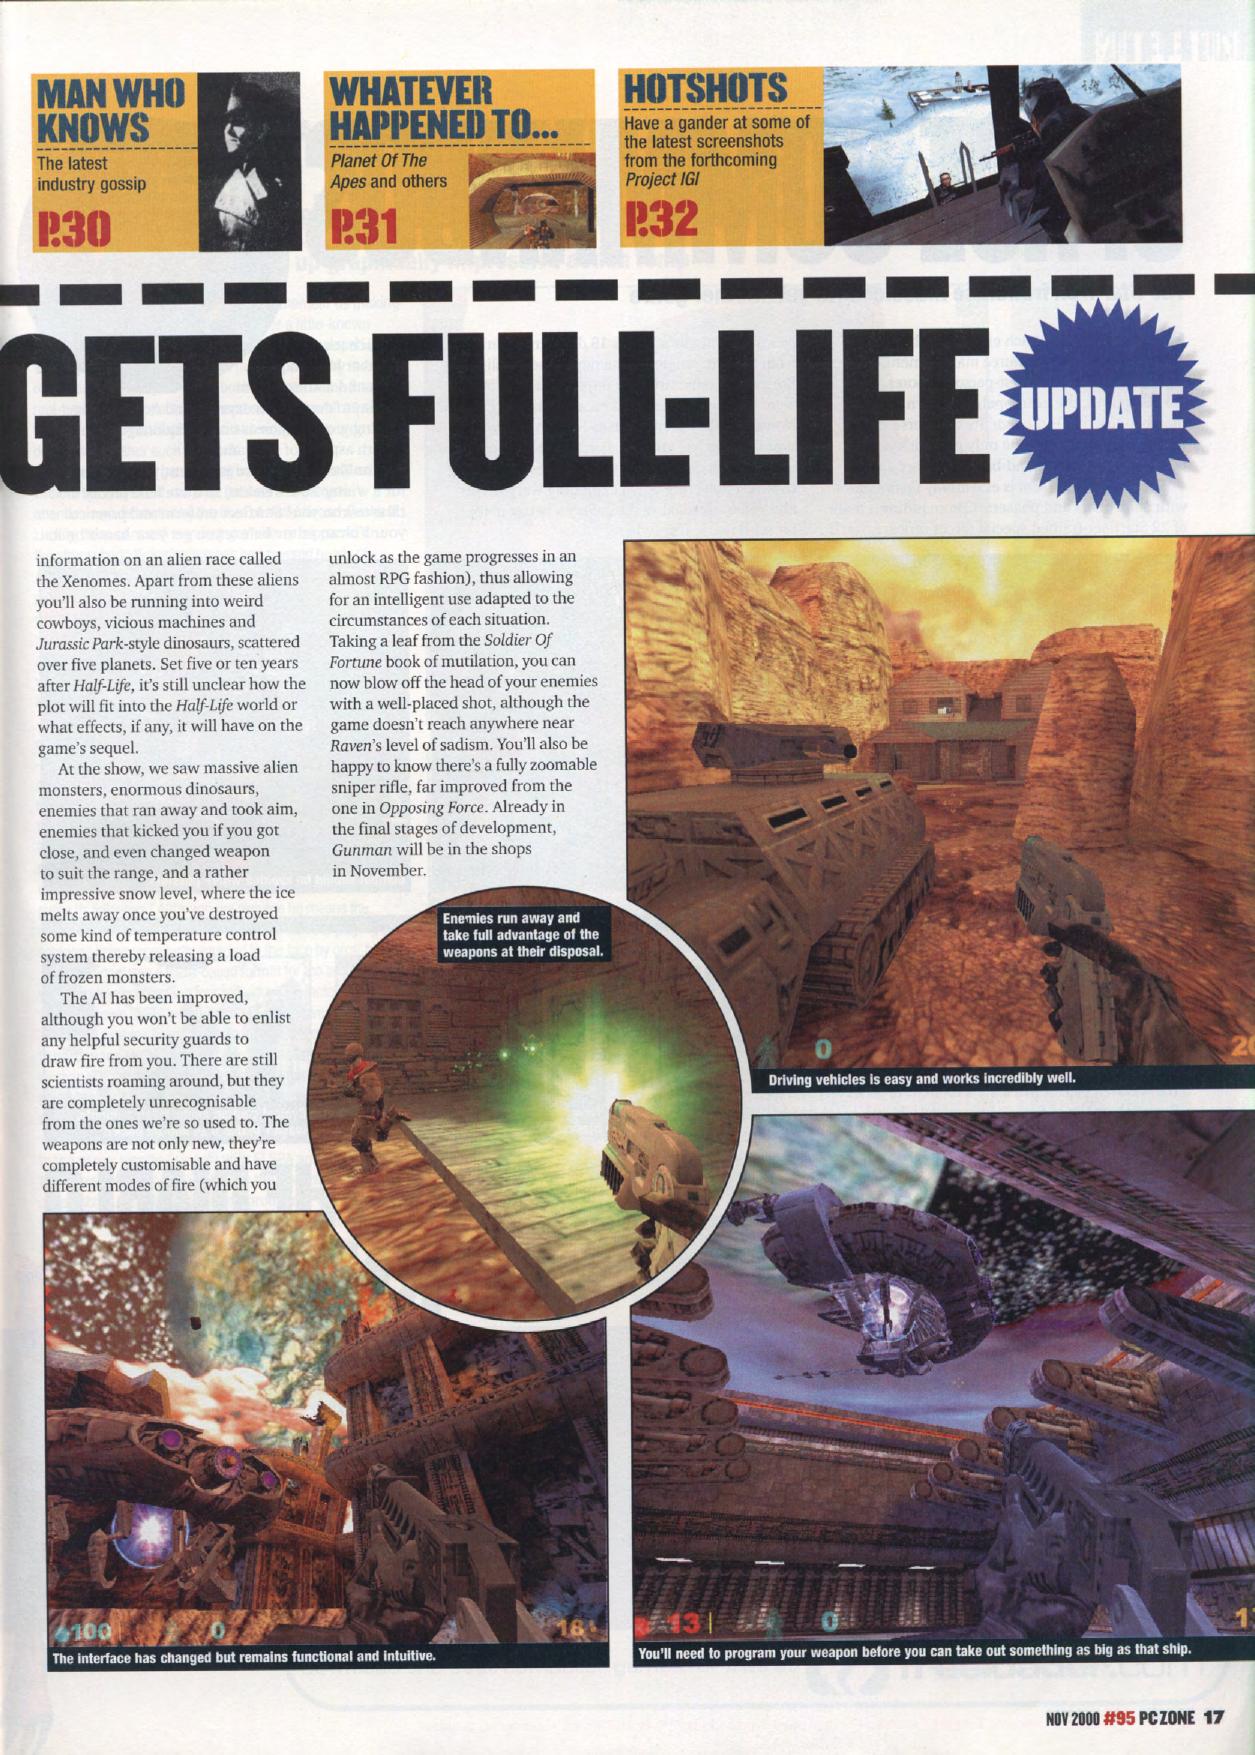 MAN WHO
KNOWS
The latest
industry gossip
P.30
WHATEVER
HAPPENED TO...
Planet Of The
Apes and others
P.31
HOTSHOTS
Have a gander at some of
the latest screenshots
from the forthcoming
Project IGI
P.32
GETS FULL-LIFE
UPDATE
information on an alien race called
the Xenomes. Apart from these aliens
you'll also be running into weird
cowboys, vicious machines and
Jurassic Park-style dinosaurs, scattered
over five planets. Set five or ten years
after Half-Life, it's still unclear how the
plot will fit into the Half-Life world or
what effects, if any, it will have on the
game's sequel.
At the show, we saw massive alien
monsters, enormous dinosaurs,
enemies that ran away and took aim,
enemies that kicked you if you got
close, and even changed weapon
to suit the range, and a rather
impressive snow level, where the ice
melts away once you've destroyed
some kind of temperature control
system thereby releasing a load
of frozen monsters.
The AI has been improved,
although you won't be able to enlist
any helpful security guards to
draw fire from you. There are still
scientists roaming around, but they
are completely unrecognisable
from the ones we're so used to. The
weapons are not only new, they're
completely customisable and have
different modes of fire (which you
unlock as the game progresses in an
almost RPG fashion), thus allowing
for an intelligent use adapted to the
circumstances of each situation.
Taking a leaf from the Soldier Of
Fortune book of mutilation, you can
now blow off the head of your enemies
with a well-placed shot, although the
game doesn't reach anywhere near
Raven's level of sadism. You'll also be
happy to know there's a fully zoomable
sniper rifle, far improved from the
one in Opposing Force. Already in
the final stages of development,
Gunman will be in the shops
in November.
Enemies run away and
take full advantage of the
weapons at their disposal.
0
20
Driving vehicles is easy and works incredibly well.
100
0
18
The interface has changed but remains functional and intuitive.
13
0
1
You'll need to program your weapon before you can take out something as big as that ship.
NOV 2000 #95 PC ZONE 17